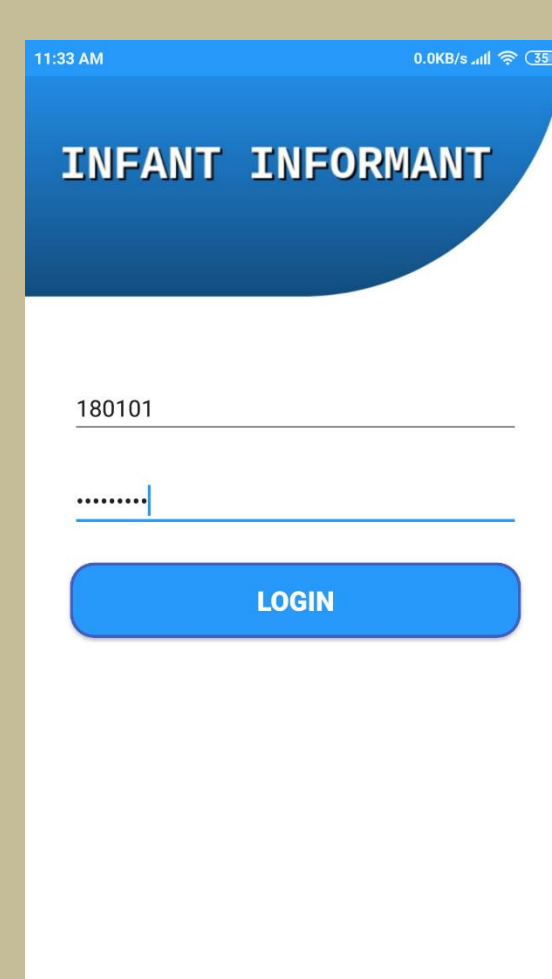 11:33 AM 0.0KB/s 35
INFANT INFORMANT
180101
•••••••••
LOGIN